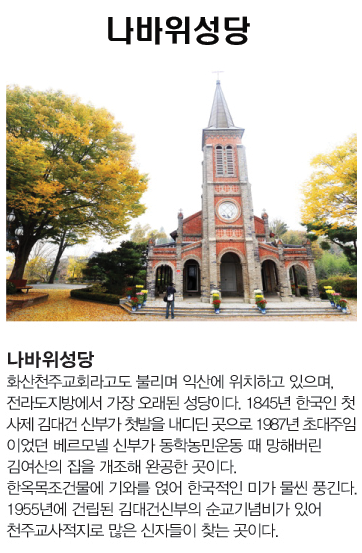 나바위성당
나바위성당
화산천주교회라고도 불리며 익산에 위치하고 있으며,
전라도지방에서 가장 오래된 성당이다. 1845년 한국인 첫
사제 김대건 신부가 첫발을 내디딘 곳으로 1987년 초대주임
이었던 베르모넬 신부가 동학농민운동 때 망해버린
김여산의 집을 개조해 완공한 곳이다.
한옥목조건물에 기와를 얹어 한국적인 미가 물씬 풍긴다.
1955년에 건립된 김대건신부의 순교기념비가 있어
천주교사적지로 많은 신자들이 찾는 곳이다.